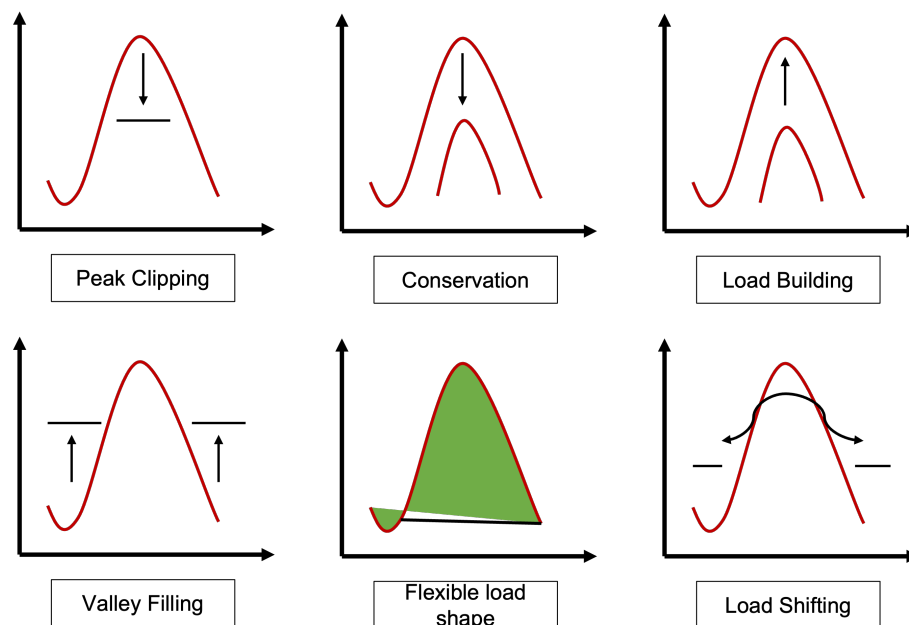 Peak Clipping
Conservation
Load Building
Valley Filling
Flexible load
shape
Load Shifting